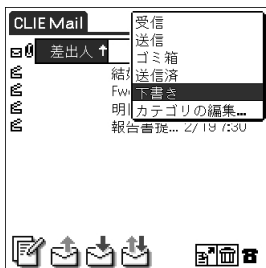 CLIE Mail
受信
送信
ゴミ箱
送信済
下書き
カテゴリの編集...
差出人
結
Fw
明
報告書提... 2/19 7:30